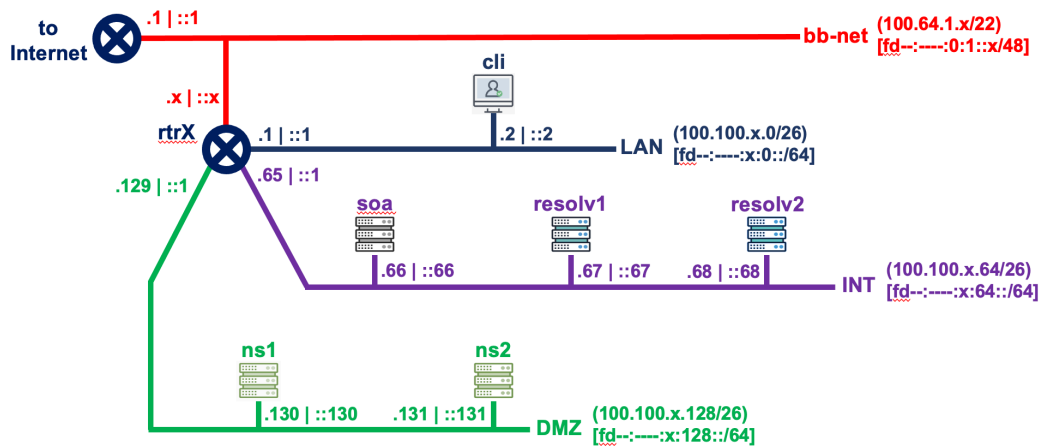 to
Internet
.1 | ::1
bb-net
(100.64.1.x/22)
[fd--:----:0:1::x/48]
.x | ::x
rtrX
cli
.1 | ::1
.2 | ::2
LAN
(100.100.x.0/26)
[fd--:----:x:0::/64]
.129 | ::1
.65 | ::1
soa
resolv1
resolv2
.66 | ::66
.67 | ::67
.68 | ::68
INT
(100.100.x.64/26)
[fd--:----:x:64::/64]
ns1
ns2
.130 | ::130
.131 | ::131
DMZ
(100.100.x.128/26)
[fd--:----:x:128::/64]